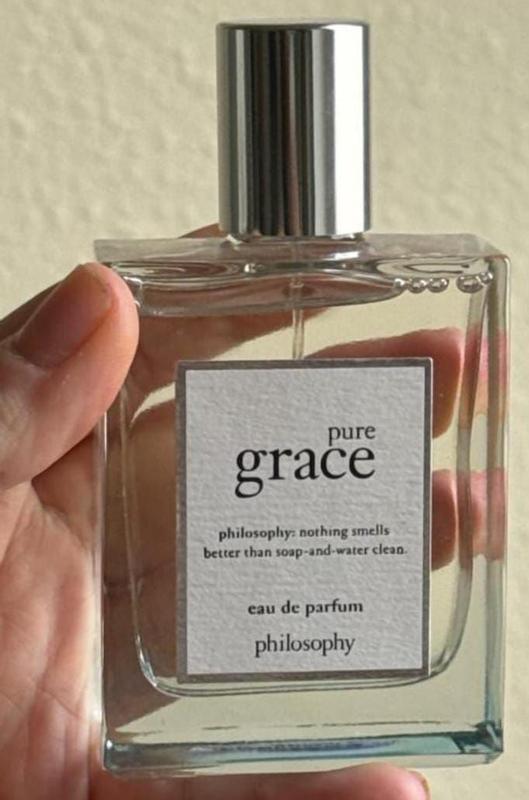 pure
grace
philosophy: nothing smells
better than soap-and-water clean.
eau de parfum
philosophy